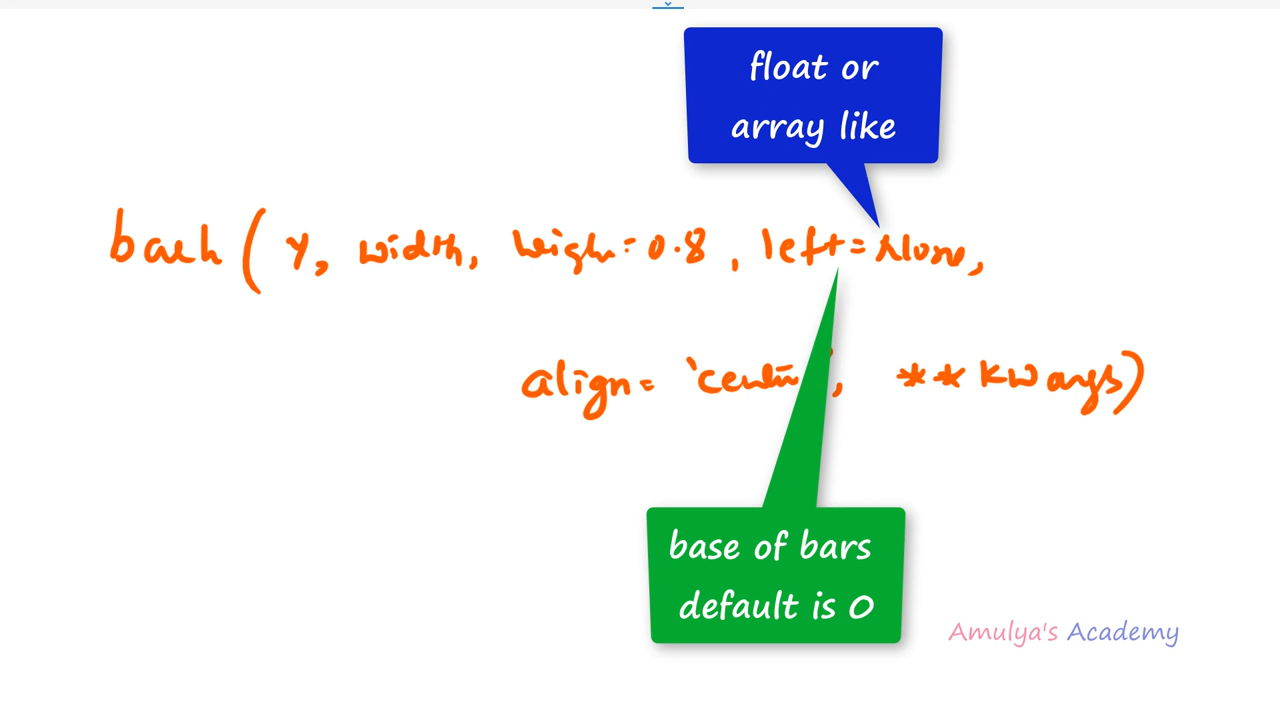 float or
array like
barh ( y, width, heigh=0.8, left=None,
align= 'center', **kwargs)
base of bars
default is 0
Amulya's Academy